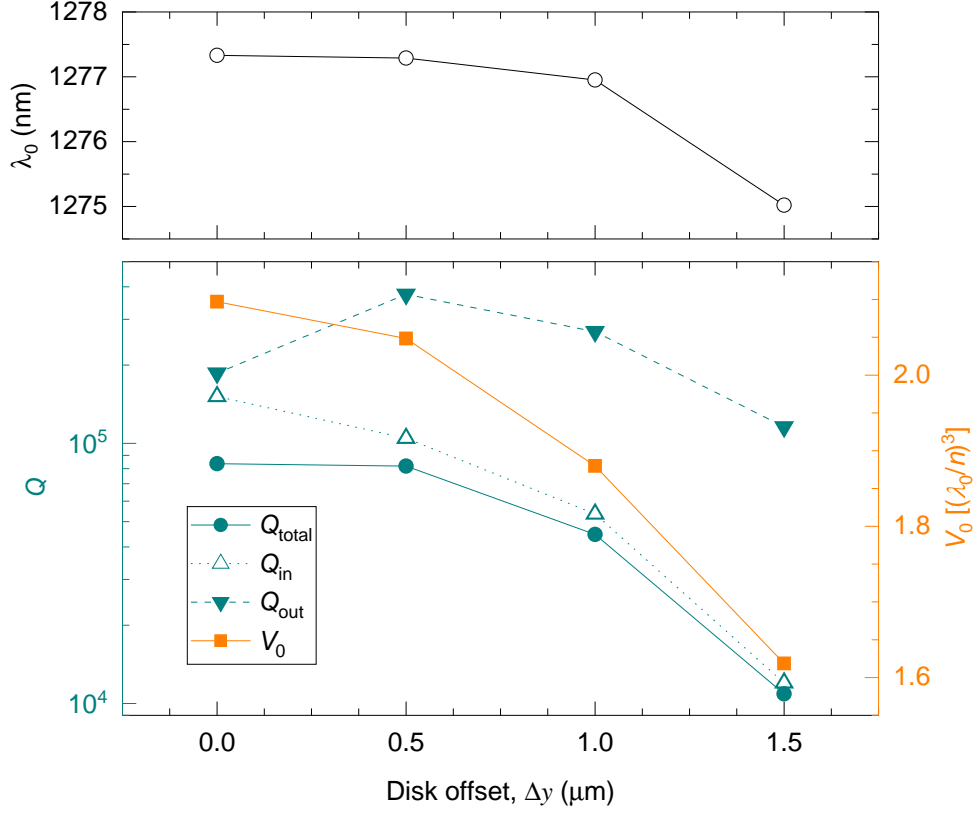 1278
1277
1276
1275
λ0 (nm)
10^5
10^4
Q
Qtotal
Qin
Qout
V0
2.0
1.8
1.6
V0 [(λ0/n)^3]
0.0 0.5 1.0 1.5
Disk offset, Δy (μm)